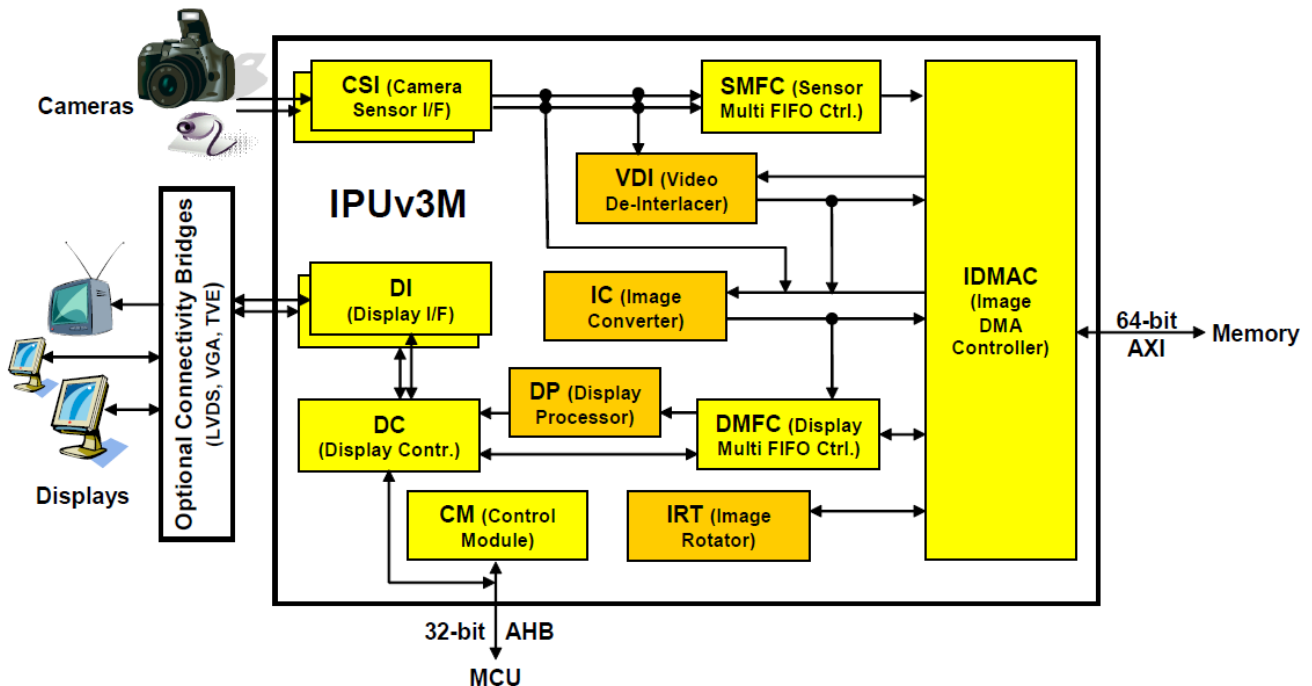 Cameras
CSI (Camera
Sensor I/F)
SMFC (Sensor
Multi FIFO Ctrl.)
VDI (Video
De-Interlacer)
IPUv3M
Optional Connectivity Bridges
(LVDS, VGA, TVE)
DI
(Display I/F)
IC (Image
Converter)
IDMAC
(Image
DMA
Controller)
64-bit
AXI
Memory
DP (Display
Processor)
DC
(Display Contr.)
DMFC (Display
Multi FIFO Ctrl.)
Displays
CM (Control
Module)
IRT (Image
Rotator)
32-bit AHB
MCU